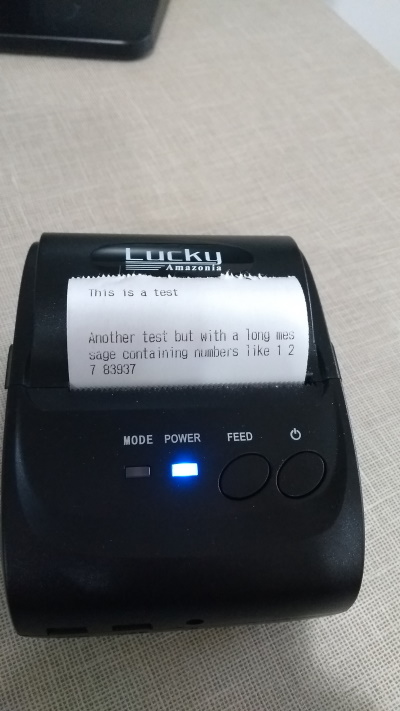 Lucky
Amazonia
This is a test
Another test but with a long mes
sage containing numbers like 1 2
7 83937
MODE POWER FEED